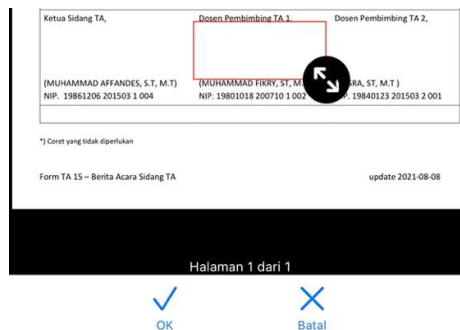 Ketua Sidang TA,
Dosen Pembimbing TA 1.
Dosen Pembimbing TA 2,
(MUHAMMAD AFFANDES, S.T, M.T)
(MUHAMMAD FIKRY, ST, M.
RA, ST, M.T )
NIP. 19861206 201503 1 004
NIP. 19801018 200710 1 002
P. 19840123 201503 2 001
*) Coret yang tidak diperlukan
Form TA 15 – Berita Acara Sidang TA
update 2021-08-08
Halaman 1 dari 1
OK
Batal